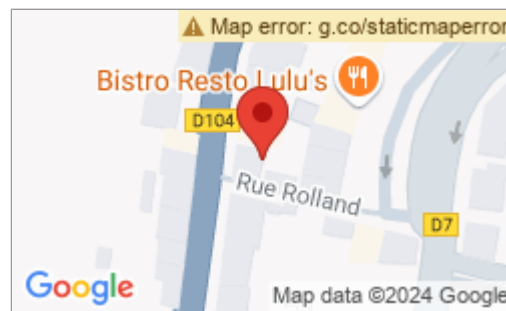 Map error: g.co/staticmaperror
Bistro Resto Lulu's
D104
Rue Rolland
D7
Google
Map data ©2024 Google